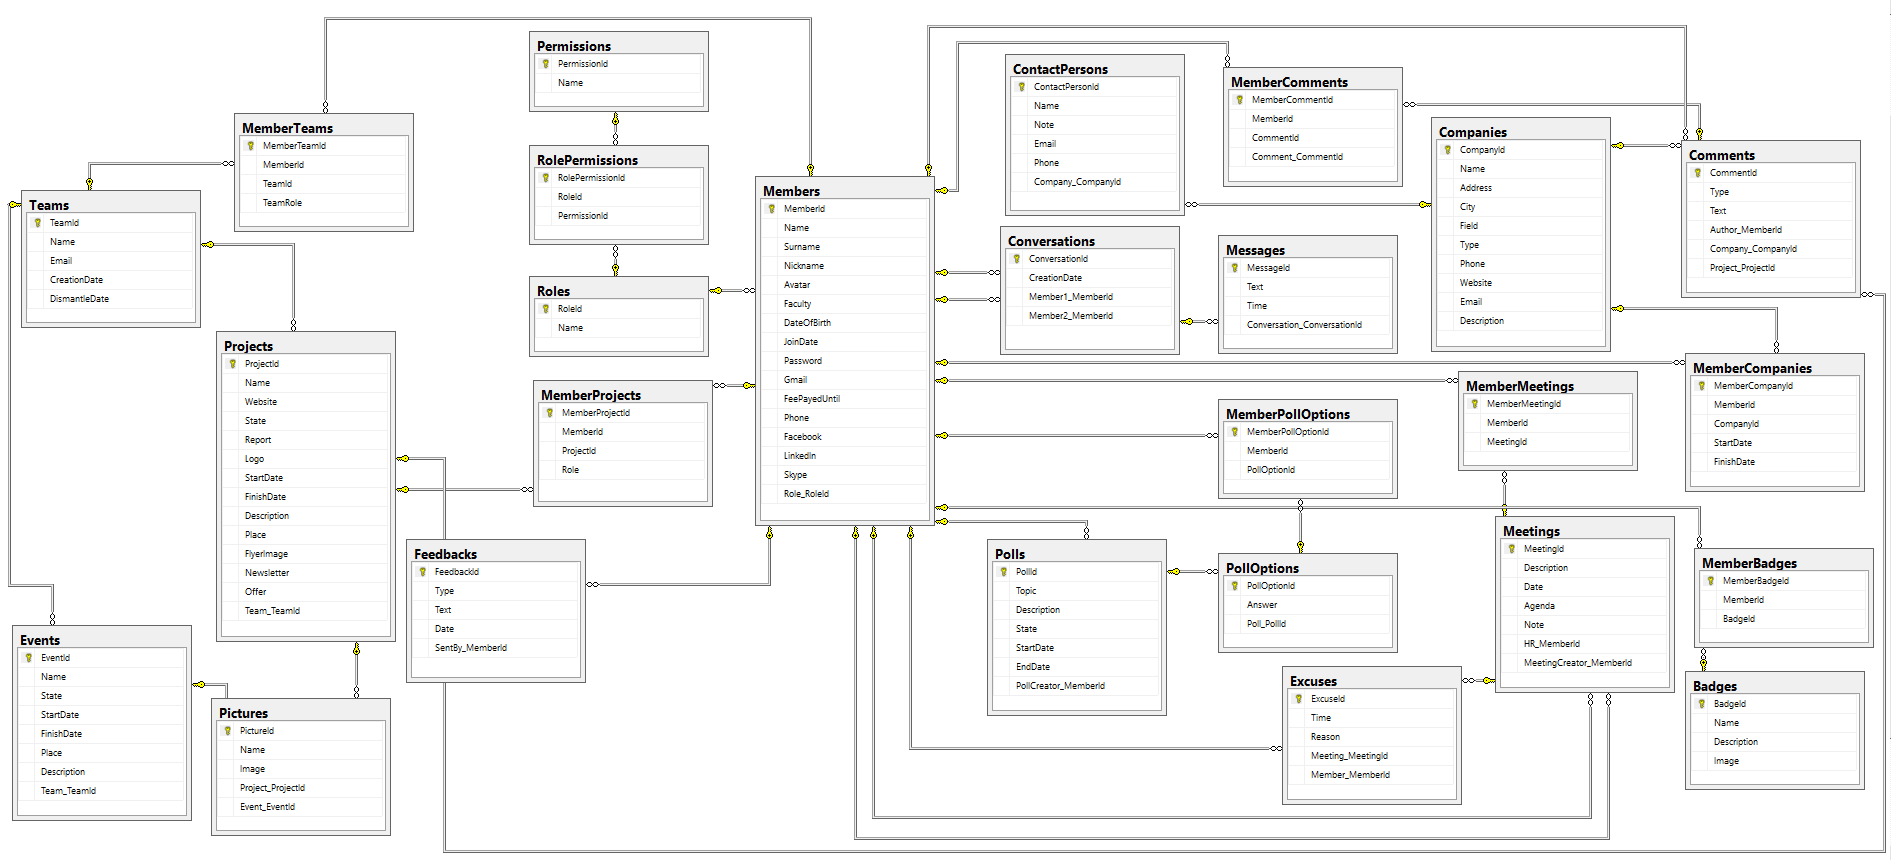 Permissions
PermissionId
Name
ContactPersons
ContactPersonId
Name
Note
Email
Phone
Company_CompanyId
MemberComments
MemberCommentId
MemberId
CommentId
Comment_CommentId
MemberTeams
MemberTeamId
MemberId
TeamId
TeamRole
Companies
CompanyId
Name
Address
City
Field
Type
Phone
Website
Email
Description
Comments
CommentId
Type
Text
Author_MemberId
Company_CompanyId
Project_ProjectId
RolePermissions
RolePermissionId
RoleId
PermissionId
Members
MemberId
Name
Surname
Nickname
Avatar
Faculty
DateOfBirth
JoinDate
Password
Gmail
FeePayedUntil
Phone
Facebook
LinkedIn
Skype
Role_RoleId
Teams
TeamId
Name
Email
CreationDate
DismantleDate
Conversations
ConversationId
CreationDate
Member1_MemberId
Member2_MemberId
Messages
MessageId
Text
Time
Conversation_ConversationId
Roles
RoleId
Name
Projects
ProjectId
Name
Website
State
Report
Logo
StartDate
FinishDate
Description
Place
FlyerImage
Newsletter
Offer
Team_TeamId
MemberProjects
MemberProjectId
MemberId
ProjectId
Role
MemberCompanies
MemberCompanyId
MemberId
CompanyId
StartDate
FinishDate
MemberMeetings
MemberMeetingId
MemberId
MeetingId
MemberPollOptions
MemberPollOptionId
MemberId
PollOptionId
Meetings
MeetingId
Description
Date
Agenda
Note
HR_MemberId
MeetingCreator_MemberId
Feedbacks
FeedbackId
Type
Text
Date
SentBy_MemberId
Polls
PollId
Topic
Description
State
StartDate
EndDate
PollCreator_MemberId
PollOptions
PollOptionId
Answer
Poll_PollId
MemberBadges
MemberBadgeId
MemberId
BadgeId
Events
EventId
Name
State
StartDate
FinishDate
Place
Description
Team_TeamId
Pictures
PictureId
Name
Image
Project_ProjectId
Event_EventId
Excuses
ExcuseId
Time
Reason
Meeting_MeetingId
Member_MemberId
Badges
BadgeId
Name
Description
Image